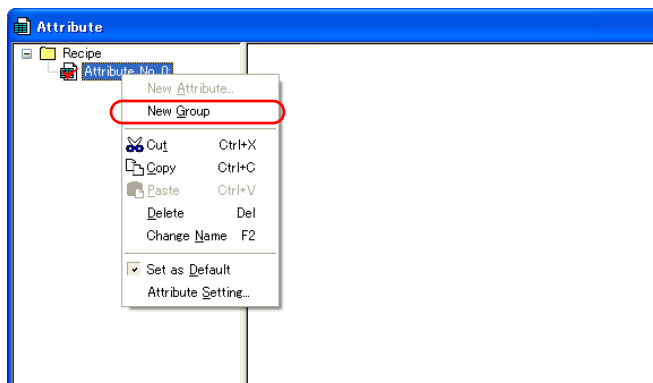 Attribute
Recipe
Attribute No. 0:
New Attribute...
New Group
Cut Ctrl+X
Copy Ctrl+C
Paste Ctrl+V
Delete Del
Change Name F2
Set as Default
Attribute Setting...